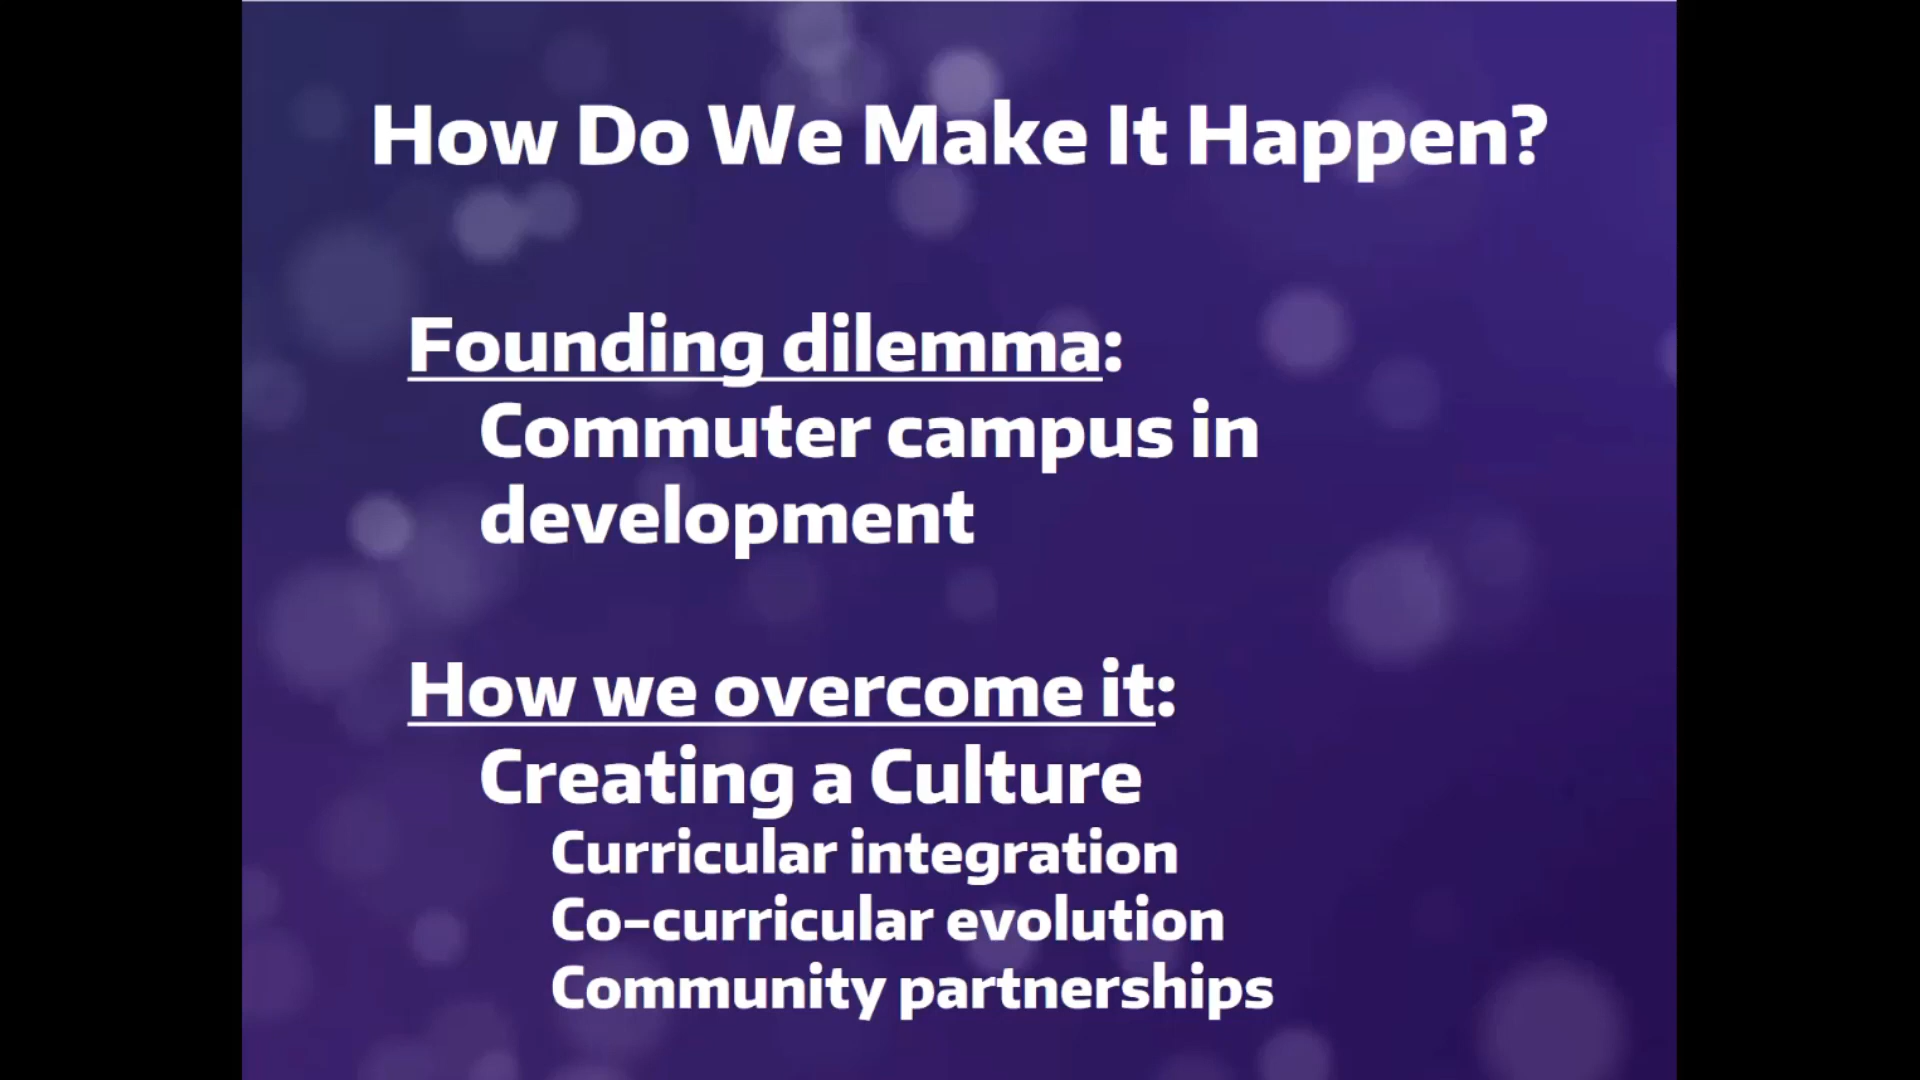 How Do We Make It Happen?
Founding dilemma:
Commuter campus in
development
How we overcome it:
Creating a Culture
Curricular integration
Co-curricular evolution
Community partnerships